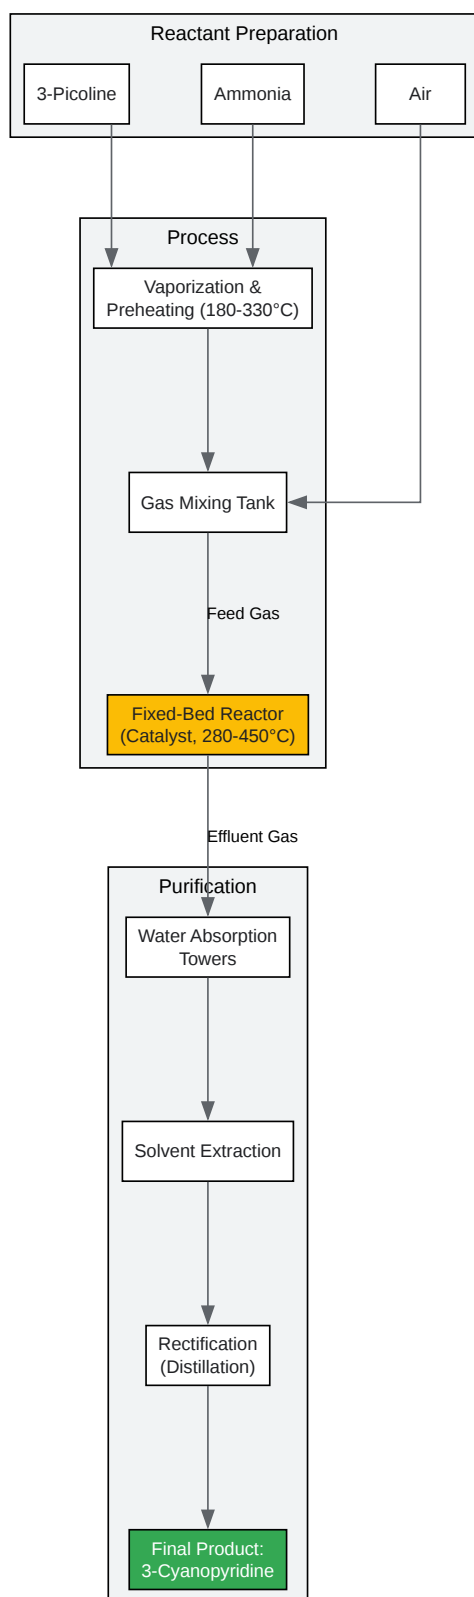 Reactant Preparation
3-Picoline
Ammonia
Air
Process
Vaporization &
Preheating (180-330°C)
Gas Mixing Tank
Feed Gas
Fixed-Bed Reactor
(Catalyst, 280-450°C)
Effluent Gas
Purification
Water Absorption
Towers
Solvent Extraction
Rectification
(Distillation)
Final Product:
3-Cyanopyridine